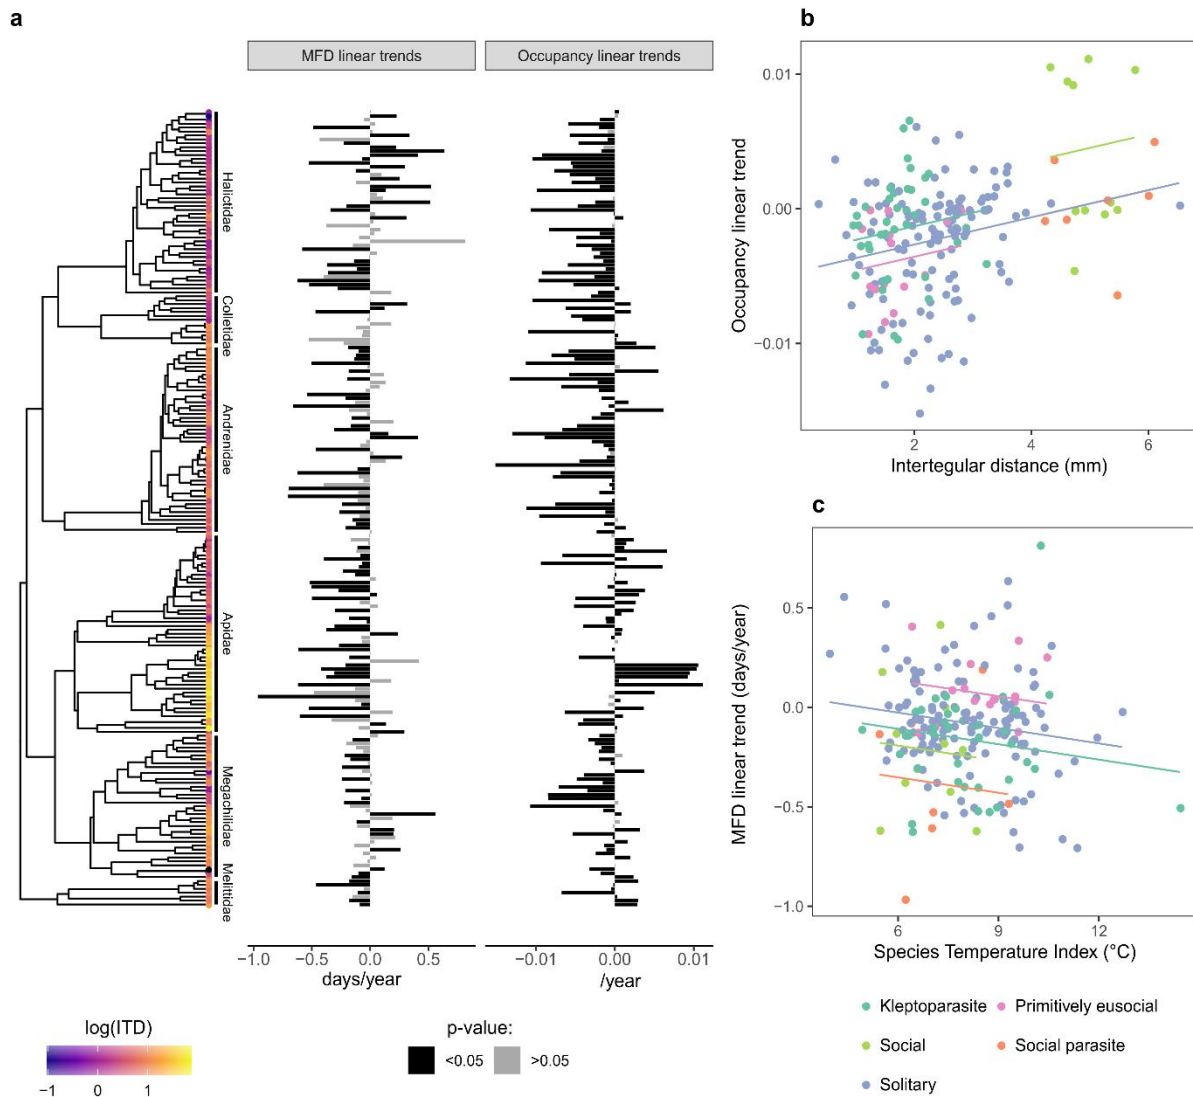 a
MFD linear trends
Occupancy linear trends
Halictidae
Colletidae
Andrenidae
Apidae
Megachilidae
Melittidae
−1.0 −0.5 0.0 0.5
days/year
−0.01 0.00 0.01
/year
log(ITD)
−1 0 1
p-value:
<0.05 >0.05
b
Occupancy linear trend
0.01
0.00
−0.01
2 4 6
Intertegular distance (mm)
c
MFD linear trend (days/year)
0.5
0.0
−0.5
−1.0
6 9 12
Species Temperature Index (°C)
Kleptoparasite Primitively eusocial
Social Social parasite
Solitary